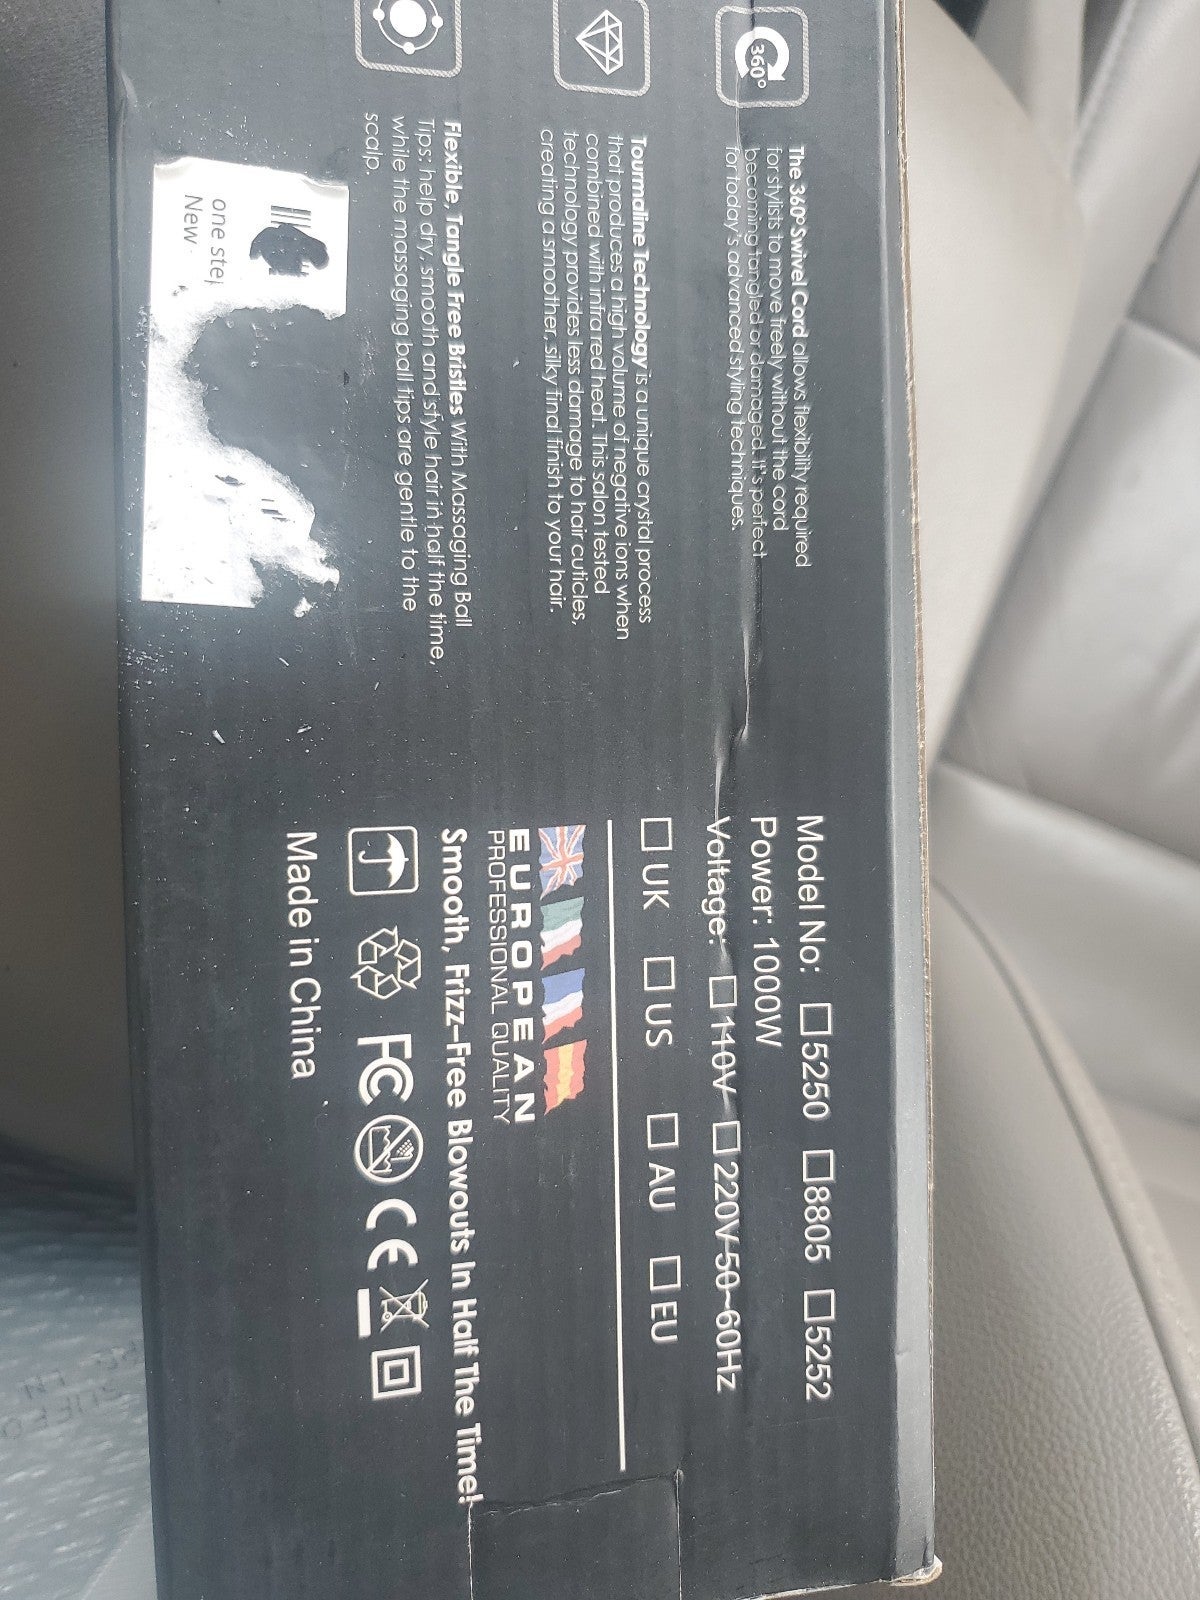 360°
The 360° Swivel Cord allows flexibility required
for stylists to move freely without the cord
becoming tangled or damaged. It's perfect
for today's advanced styling techniques.
Tourmaline Technology is a unique crystal process
that produces a high volume of negative ions when
combined with infra red heat. This salon tested
technology provides less damage to hair cuticles,
creating a smoother, silky final finish to your hair.
Flexible, Tangle Free Bristles With Massaging Ball
Tips: help dry, smooth and style hair in half the time,
while the massaging ball tips are gentle to the
scalp.
one step
New
Model No: □5250 □8805 □5252
Power: 1000W
Voltage: □110V □220V 50~60Hz
□UK □US □AU □EU
EUROPEAN
PROFESSIONAL QUALITY
Smooth, Frizz-Free Blowouts In Half The Time!
FC CE
Made in China